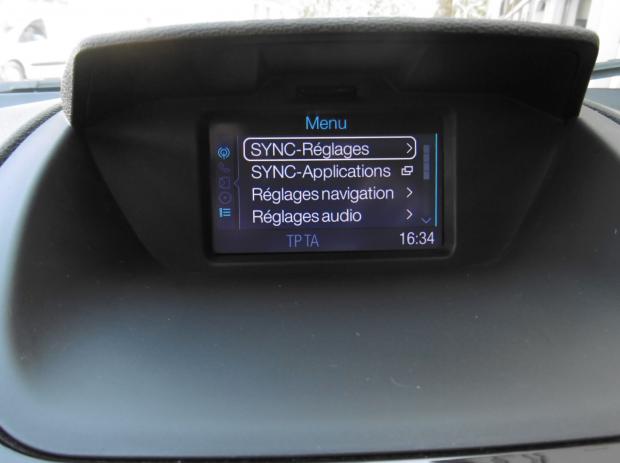 Menu
SYNC-Réglages
SYNC-Applications
Réglages navigation
Réglages audio
TP TA 16:34